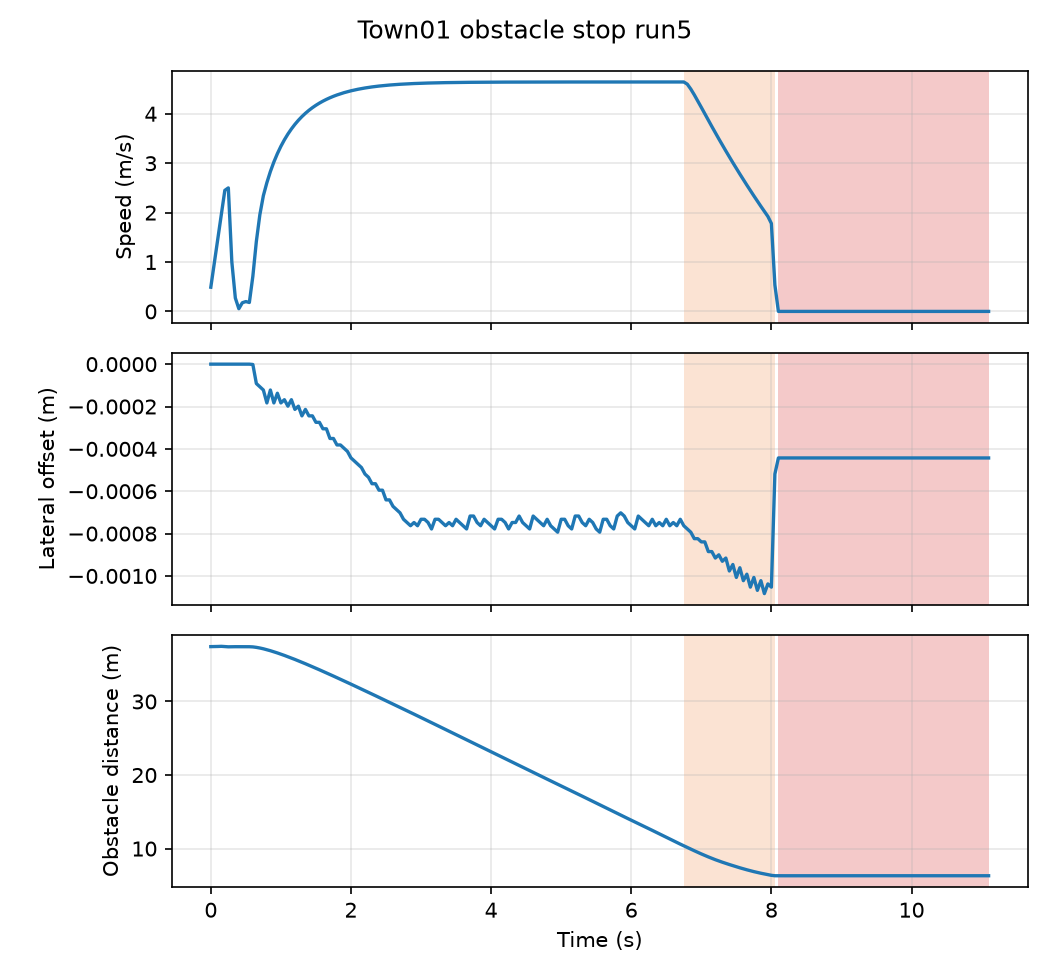 Town01 obstacle stop run5
Speed (m/s)
4
3
2
1
0
Lateral offset (m)
0.0000
−0.0002
−0.0004
−0.0006
−0.0008
−0.0010
Obstacle distance (m)
30
20
10
0 2 4 6 8 10
Time (s)